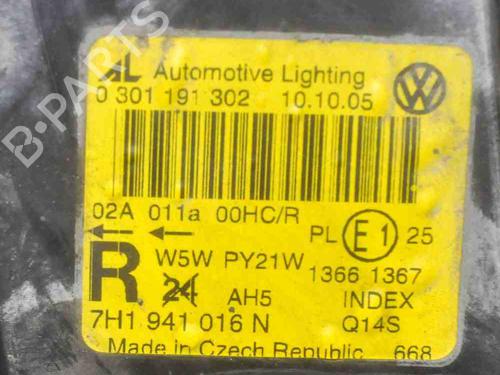 AL Automotive Lighting
0 301 191 302 10.10.05
02A 011a 00HC/R
PL E1 25
R W5W PY21W 1366 1367
24 AH5 INDEX
7H1 941 016 N Q14S
Made in Czech Republic 668
B-PARTS